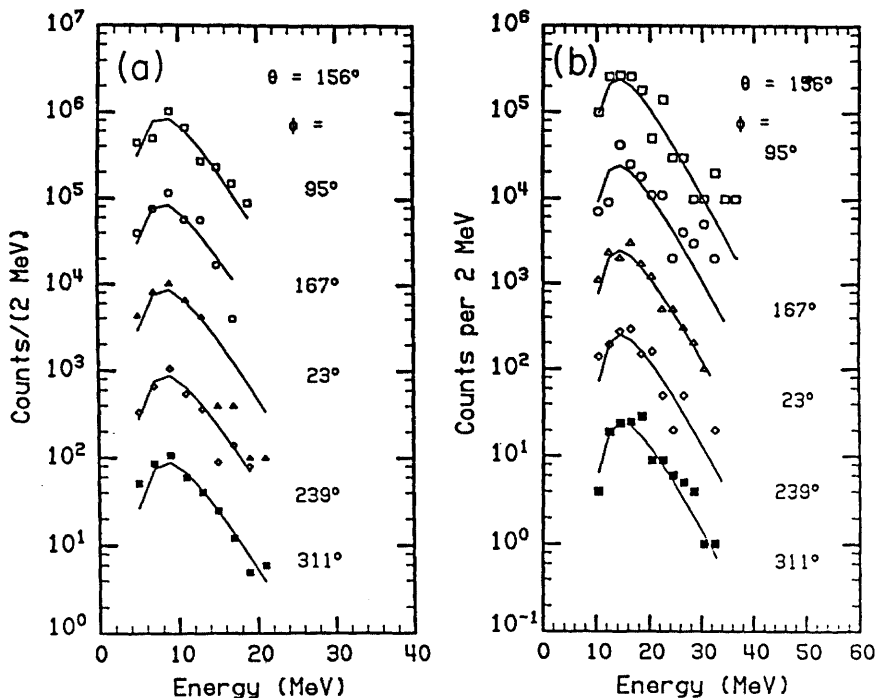 (a)
θ = 156°
ϕ =
95°
167°
23°
239°
311°
10⁷
10⁶
10⁵
10⁴
10³
10²
10¹
10⁰
Counts/(2 MeV)
0 10 20 30 40
Energy (MeV)
(b)
θ = 156°
ϕ =
95°
167°
23°
239°
311°
10⁶
10⁵
10⁴
10³
10²
10¹
10⁰
10⁻¹
Counts per 2 MeV
0 10 20 30 40 50 60
Energy (MeV)